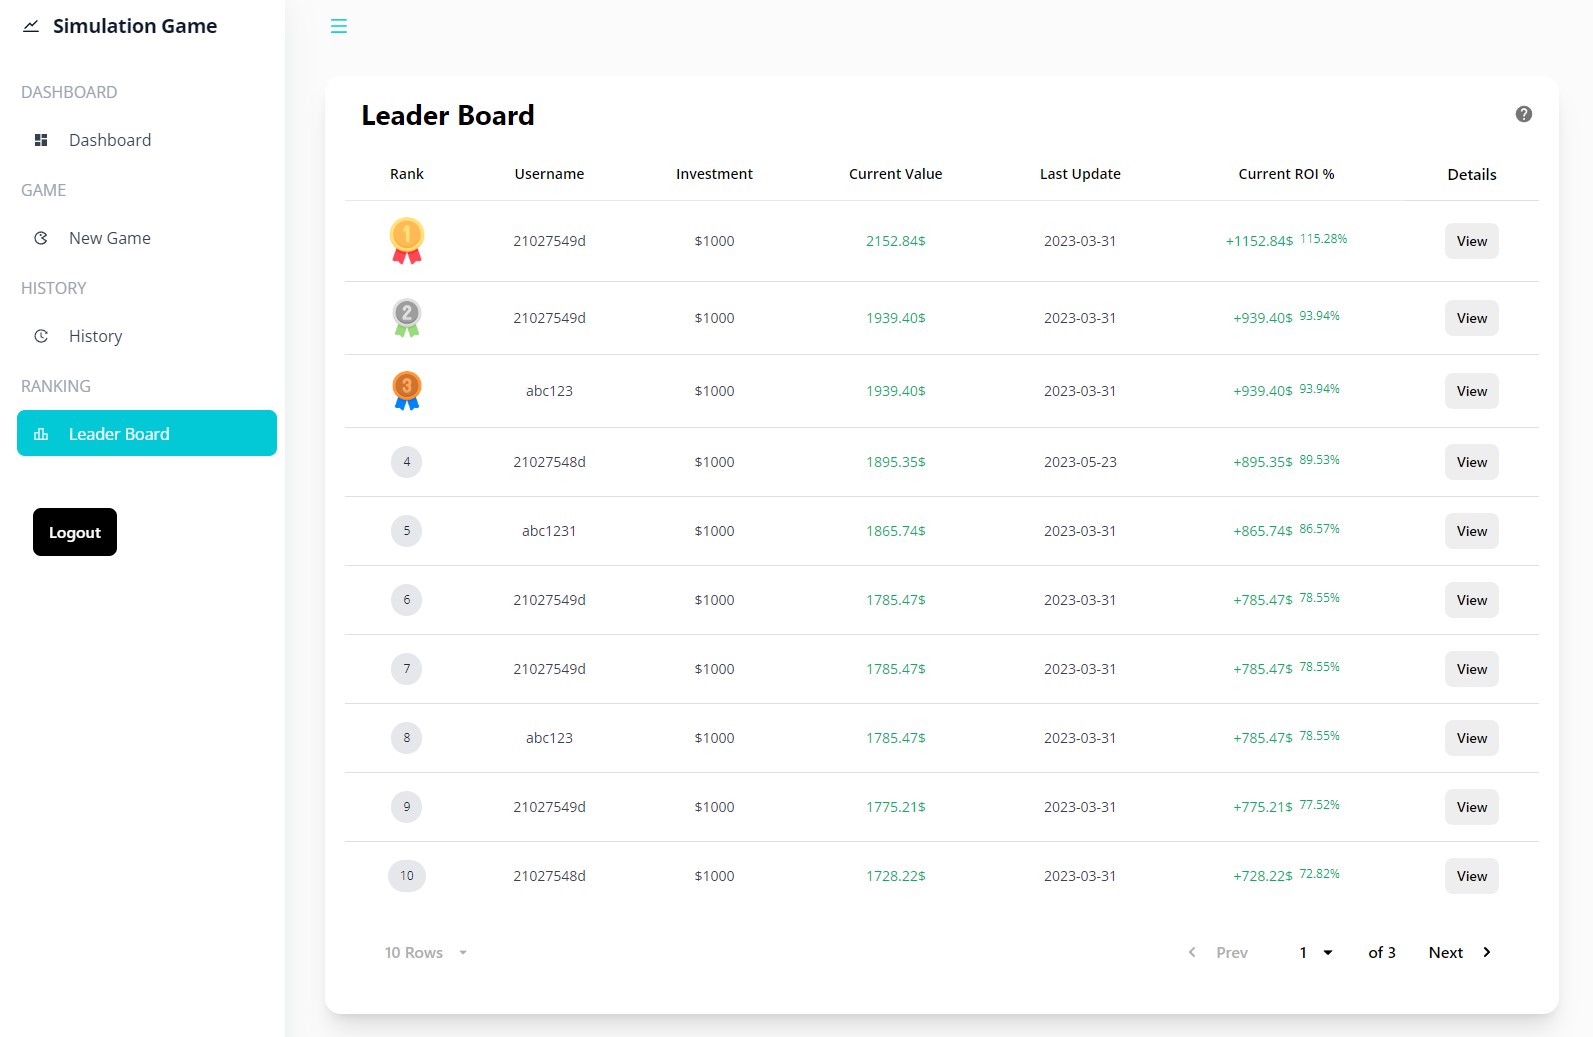 Simulation Game
DASHBOARD
Dashboard
GAME
New Game
HISTORY
History
RANKING
Leader Board
Logout
Leader Board
?
Rank Username Investment Current Value Last Update Current ROI % Details
1 21027549d $1000 2152.84$ 2023-03-31 +1152.84$ 115.28% View
2 21027549d $1000 1939.40$ 2023-03-31 +939.40$ 93.94% View
3 abc123 $1000 1939.40$ 2023-03-31 +939.40$ 93.94% View
4 21027548d $1000 1895.35$ 2023-05-23 +895.35$ 89.53% View
5 abc1231 $1000 1865.74$ 2023-03-31 +865.74$ 86.57% View
6 21027549d $1000 1785.47$ 2023-03-31 +785.47$ 78.55% View
7 21027549d $1000 1785.47$ 2023-03-31 +785.47$ 78.55% View
8 abc123 $1000 1785.47$ 2023-03-31 +785.47$ 78.55% View
9 21027549d $1000 1775.21$ 2023-03-31 +775.21$ 77.52% View
10 21027548d $1000 1728.22$ 2023-03-31 +728.22$ 72.82% View
10 Rows Prev 1 of 3 Next